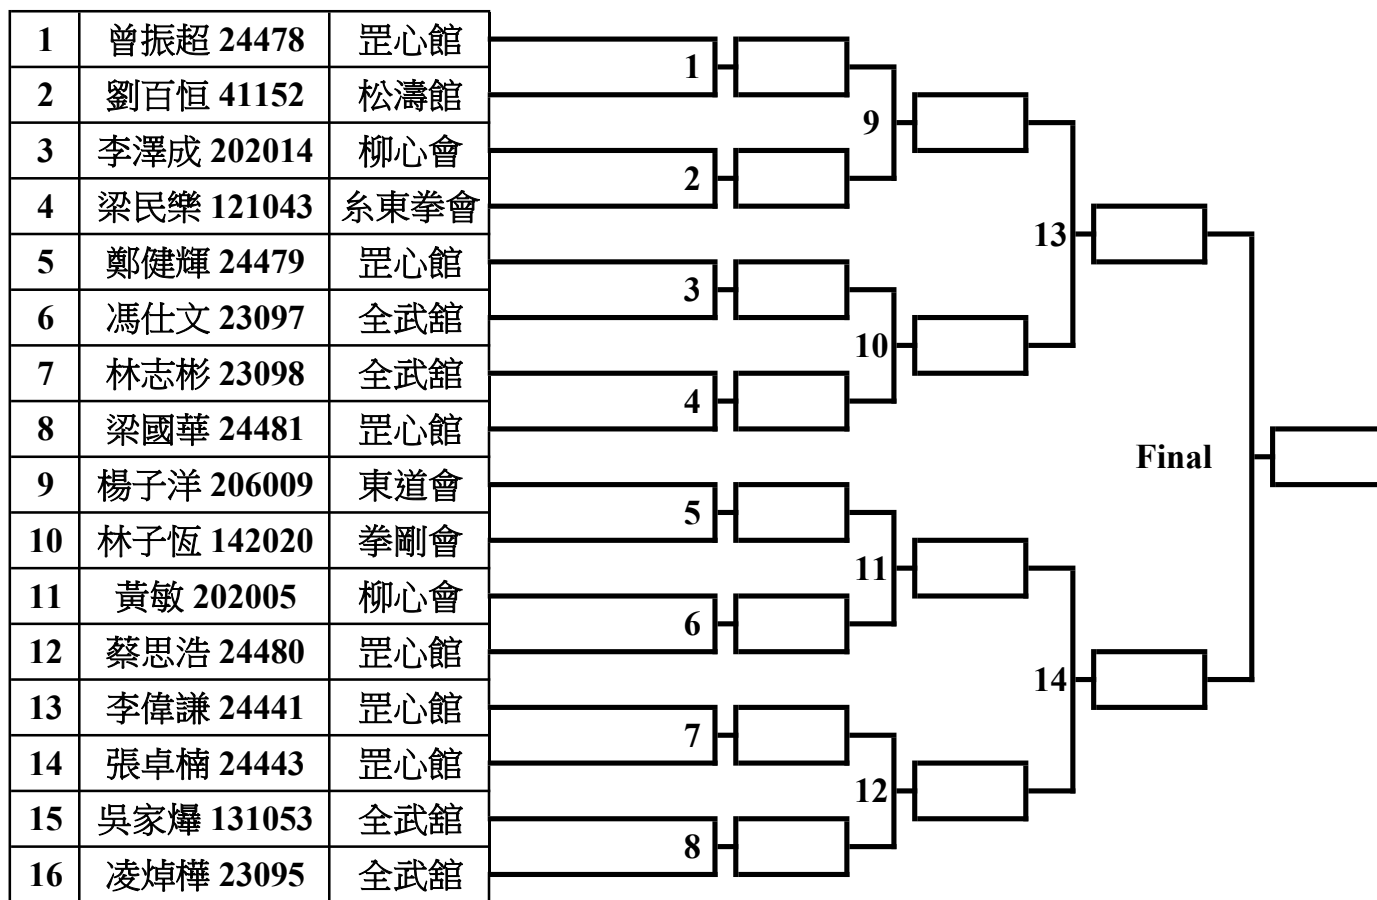 1 曾振超 24478 罡心館
2 劉百恒 41152 松濤館
3 李澤成 202014 柳心會
4 梁民樂 121043 糸東拳會
5 鄭健輝 24479 罡心館
6 馮仕文 23097 全武舘
7 林志彬 23098 全武舘
8 梁國華 24481 罡心館
9 楊子洋 206009 東道會
10 林子恆 142020 拳剛會
11 黃敏 202005 柳心會
12 蔡思浩 24480 罡心館
13 李偉謙 24441 罡心館
14 張卓楠 24443 罡心館
15 吳家爗 131053 全武舘
16 凌焯樺 23095 全武舘
1
2
3
4
5
6
7
8
9
10
11
12
13
14
Final